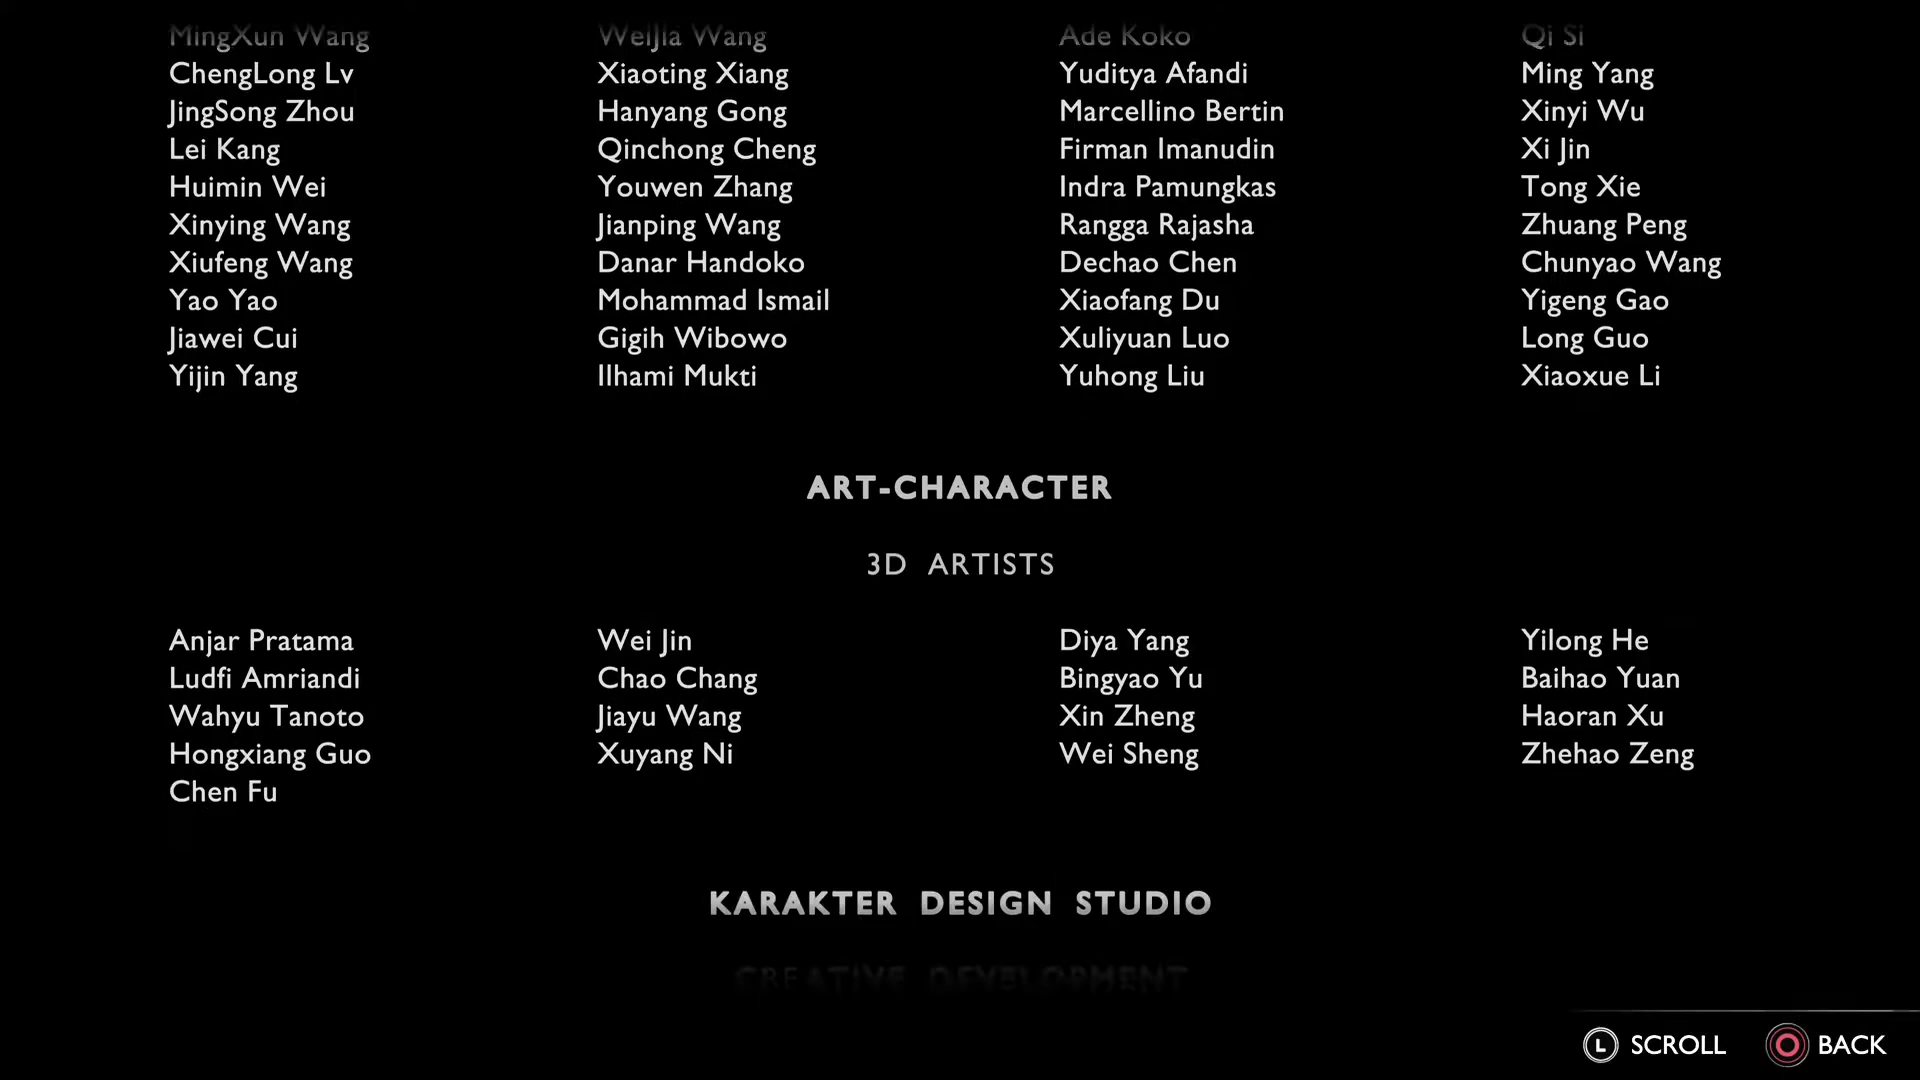 MingXun Wang WeiJia Wang Ade Koko Qi Si
ChengLong Lv Xiaoting Xiang Yuditya Afandi Ming Yang
JingSong Zhou Hanyang Gong Marcellino Bertin Xinyi Wu
Lei Kang Qinchong Cheng Firman Imanudin Xi Jin
Huimin Wei Youwen Zhang Indra Pamungkas Tong Xie
Xinying Wang Jianping Wang Rangga Rajasha Zhuang Peng
Xiufeng Wang Danar Handoko Dechao Chen Chunyao Wang
Yao Yao Mohammad Ismail Xiaofang Du Yigeng Gao
Jiawei Cui Gigih Wibowo Xuliyuan Luo Long Guo
Yijin Yang Ilhami Mukti Yuhong Liu Xiaoxue Li
ART-CHARACTER
3D ARTISTS
Anjar Pratama Wei Jin Diya Yang Yilong He
Ludfi Amriandi Chao Chang Bingyao Yu Baihao Yuan
Wahyu Tanoto Jiayu Wang Xin Zheng Haoran Xu
Hongxiang Guo Xuyang Ni Wei Sheng Zhehao Zeng
Chen Fu
KARAKTER DESIGN STUDIO
CREATIVE DEVELOPMENT
L SCROLL BACK